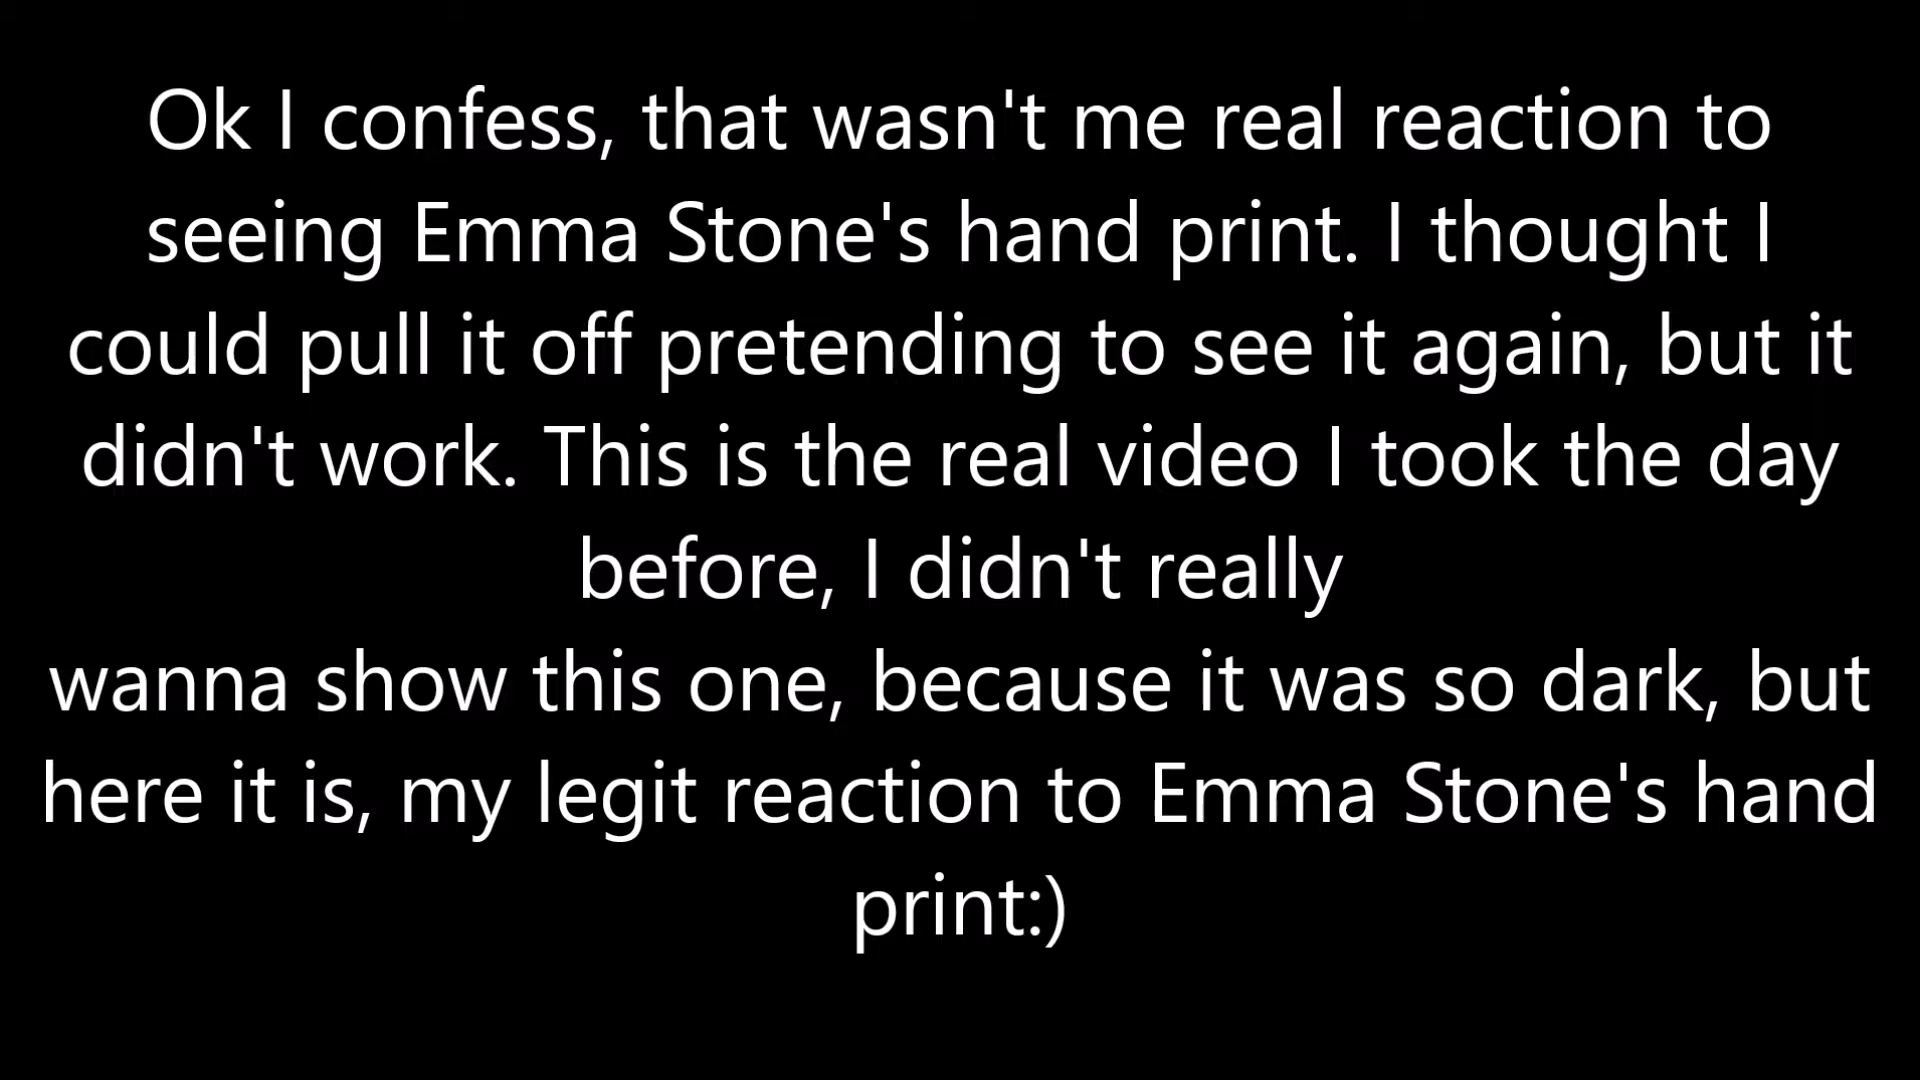 Ok I confess, that wasn't me real reaction to
seeing Emma Stone's hand print. I thought I
could pull it off pretending to see it again, but it
didn't work. This is the real video I took the day
before, I didn't really
wanna show this one, because it was so dark, but
here it is, my legit reaction to Emma Stone's hand
print:)